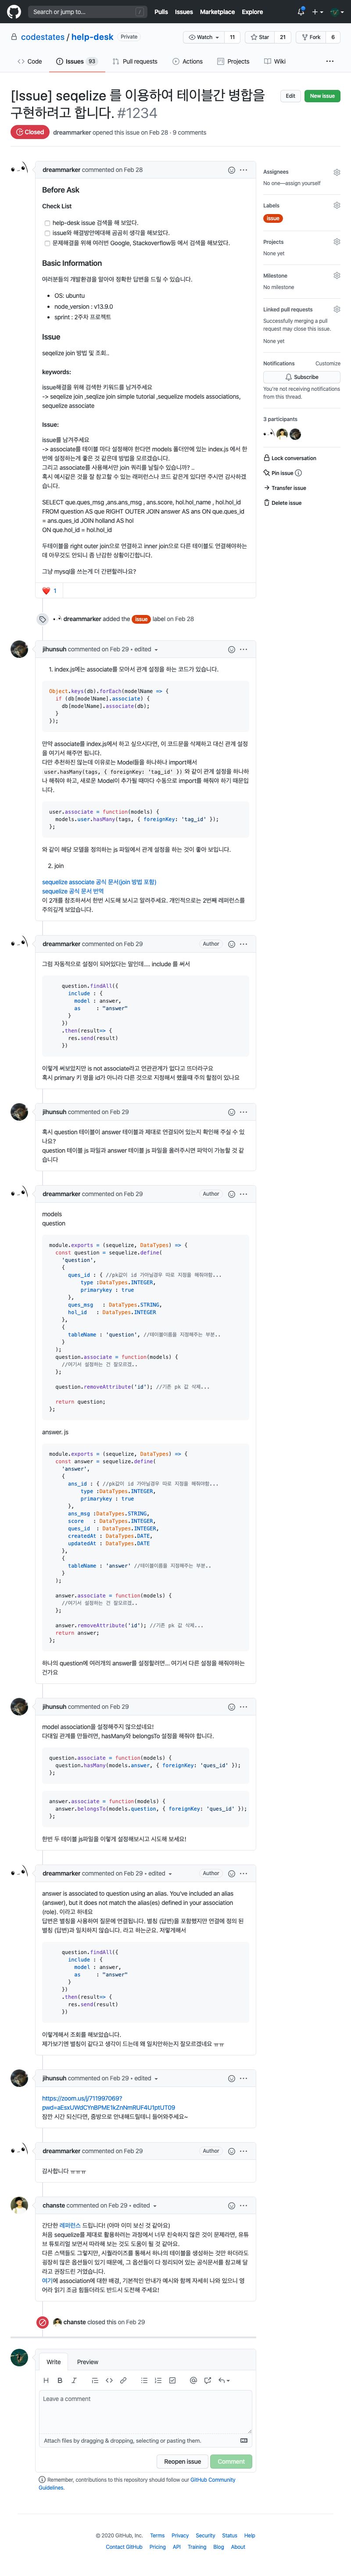 Search or jump to...
/
Pulls Issues Marketplace Explore
codestates / help-desk Private
Watch 11 Star 21 Fork 6
Code Issues 93 Pull requests Actions Projects Wiki
[Issue] seqelize 를 이용하여 테이블간 병합을
구현하려고 합니다. #1234
Edit New issue
Closed dreammarker opened this issue on Feb 28 · 9 comments
dreammarker commented on Feb 28
Before Ask
Check List
help-desk issue 검색을 해 보았다.
issue와 해결방안에대해 곰곰히 생각을 해보았다.
문제해결을 위해 여러번 Google, Stackoverflow등 에서 검색을 해보았다.
Basic Information
여러분들의 개발환경을 알아야 정확한 답변을 드릴 수 있습니다.
OS: ubuntu
node_version : v13.9.0
sprint : 2주차 프로젝트
Issue
seqelize join 방법 및 조회..
keywords:
issue해결을 위해 검색한 키워드를 남겨주세요
-> seqelize join ,seqlize join simple tutorial ,sequelize models associations,
sequelize associate
Issue:
issue를 남겨주세요
-> associate를 테이블 마다 설정해야 한다면 models 폴더안에 있는 index.js 에서 한
번에 설정하는게 좋은 것 같은데 방법을 모르겠습니다.
그리고 associate를 사용해서만 join 쿼리를 날릴수 있습니까? ..
혹시 예시같은 것을 잘 참고할 수 있는 레퍼런스나 코드 같은게 있다면 주시면 감사하겠
습니다.
SELECT que.ques_msg ,ans.ans_msg , ans.score, hol.hol_name , hol.hol_id
FROM question AS que RIGHT OUTER JOIN answer AS ans ON que.ques_id
= ans.ques_id JOIN holland AS hol
ON que.hol_id = hol.hol_id
두테이블을 right outer join으로 연결하고 inner join으로 다른 테이블도 연결해야하는
데 아무것도 안되니 좀 난감한 상황이긴합니다.
그냥 mysql을 쓰는게 더 간편할려나요?
1
dreammarker added the issue label on Feb 28
jihunsuh commented on Feb 29 • edited
1. index.js에는 associate를 모아서 관계 설정을 하는 코드가 있습니다.
Object.keys(db).forEach(modelName => {
if (db[modelName].associate) {
db[modelName].associate(db);
}
});
만약 associate를 index.js에서 하고 싶으시다면, 이 코드문을 삭제하고 대신 관계 설정
을 여기서 해주면 됩니다.
다만 추천하진 않는데 이유로는 Model들을 하나하나 import해서
user.hasMany(tags, { foreignKey: 'tag_id' }) 와 같이 관계 설정을 하나하
나 해줘야 하고, 새로운 Model이 추가될 때마다 수동으로 import를 해줘야 하기 때문입
니다.
user.associate = function(models) {
models.user.hasMany(tags, { foreignKey: 'tag_id' });
};
와 같이 해당 모델을 정의하는 js 파일에서 관계 설정을 하는 것이 좋아 보입니다.
2. join
sequelize associate 공식 문서(join 방법 포함)
sequelize 공식 문서 번역
이 2개를 참조하셔서 한번 시도해 보시고 알려주세요. 개인적으로는 2번째 레퍼런스를
주의깊게 보았습니다.
dreammarker commented on Feb 29 Author
그럼 자동적으로 설정이 되어있다는 말인데.... include 를 써서
question.findAll({
include : {
model : answer,
as : "answer"
}
})
.then(result=> {
res.send(result)
})
이렇게 써보았지만 is not associate라고 연관관계가 없다고 뜨더라구요
혹시 primary 키 명을 id가 아니라 다른 것으로 지정해서 했을때 주의 할점이 있나요
jihunsuh commented on Feb 29
혹시 question 테이블이 answer 테이블과 제대로 연결되어 있는지 확인해 주실 수 있
나요?
question 테이블 js 파일과 answer 테이블 js 파일을 올려주시면 파악이 가능할 것 같
습니다
dreammarker commented on Feb 29 Author
models
question
module.exports = (sequelize, DataTypes) => {
const question = sequelize.define(
'question',
{
ques_id : { //pk값이 id 가아닐경우 따로 지정을 해줘야함...
type :DataTypes.INTEGER,
primarykey : true
},
ques_msg : DataTypes.STRING,
hol_id : DataTypes.INTEGER
},
{
tableName : 'question', //테이블이름을 지정해주는 부분..
}
);
question.associate = function(models) {
//여기서 설정하는 건 알모르겠..
};
question.removeAttribute('id'); //기존 pk 값 삭제...
return question;
};
answer. js
module.exports = (sequelize, DataTypes) => {
const answer = sequelize.define(
'answer',
{
ans_id : { //pk값이 id 가아닐경우 따로 지정을 해줘야함...
type :DataTypes.INTEGER,
primarykey : true
},
ans_msg :DataTypes.STRING,
score : DataTypes.INTEGER,
ques_id : DataTypes.INTEGER,
createdAt : DataTypes.DATE,
updatedAt : DataTypes.DATE
},
{
tableName : 'answer' //테이블이름을 지정해주는 부분..
}
);
answer.associate = function(models) {
//여기서 설정하는 건 알모르겠..
};
answer.removeAttribute('id'); //기존 pk 값 삭제...
return answer;
};
하나의 question에 여러개의 answer를 설정할려면... 여기서 다른 설정을 해줘야하는
건가요
jihunsuh commented on Feb 29
model association을 설정해주지 않으셨네요!
다대일 관계를 만들려면, hasMany와 belongsTo 설정을 해줘야 합니다.
question.associate = function(models) {
question.hasMany(models.answer, { foreignKey: 'ques_id' });
};
answer.associate = function(models) {
answer.belongsTo(models.question, { foreignKey: 'ques_id' });
};
한번 두 테이블 js파일을 이렇게 설정해보시고 시도해 보세요!
dreammarker commented on Feb 29 • edited Author
answer is associated to question using an alias. You've included an alias
(answer), but it does not match the alias(es) defined in your association
(role). 이라고 하네요
답변은 별칭을 사용하여 질문에 연결됩니다. 별칭 (답변)을 포함했지만 연결에 정의 된
별칭 (답변)과 일치하지 않습니다. 라고 하는군요. 저렇게해서
question.findAll({
include : {
model : answer,
as : "answer"
}
})
.then(result=> {
res.send(result)
})
이렇게해서 조회를 해보았습니다.
제가보기엔 별칭이 같다고 생각이 드는데 왜 일치안하는지 잘모르겠네요 ㅠㅠ
jihunsuh commented on Feb 29 • edited
https://zoom.us/j/711997069?
pwd=aEsxUWdCYnBPME1kZnNmRUF4U1ptUT09
잠깐 시간 되신다면, 줌방으로 안내해드릴테니 들어와주세요~
dreammarker commented on Feb 29 Author
감사합니다 ㅠㅠㅠ
chanste commented on Feb 29 • edited
간단한 레퍼런스 드립니다! (아마 이미 보신 것 같아요)
처음 sequelize를 제대로 활용하려는 과정에서 너무 친숙하지 않은 것이 문제라면, 유튜
브 튜토리얼 보면서 따라해 보는 것도 도움이 될 것 같아요.
다른 스택들도 그렇지만, 시퀄라이즈를 통해서 하나의 테이블을 생성하는 것만 하더라도
굉장히 많은 옵션들이 있기 때문에, 그 옵션들이 다 정리되어 있는 공식문서를 참고해 달
라고 권장드린 거였습니다.
여기에 association에 대한 배경, 기본적인 안내가 예시와 함께 자세히 나와 있으니 영
어라 읽기 조금 힘들더라도 반드시 도전해 주세요!
chanste closed this on Feb 29
Write Preview
Leave a comment
Attach files by dragging & dropping, selecting or pasting them.
Reopen issue Comment
Remember, contributions to this repository should follow our GitHub Community
Guidelines.
Assignees
No one—assign yourself
Labels
issue
Projects
None yet
Milestone
No milestone
Linked pull requests
Successfully merging a pull
request may close this issue.
None yet
Notifications Customize
Subscribe
You're not receiving notifications
from this thread.
3 participants
Lock conversation
Pin issue
Transfer issue
Delete issue
© 2020 GitHub, Inc. Terms Privacy Security Status Help
Contact GitHub Pricing API Training Blog About